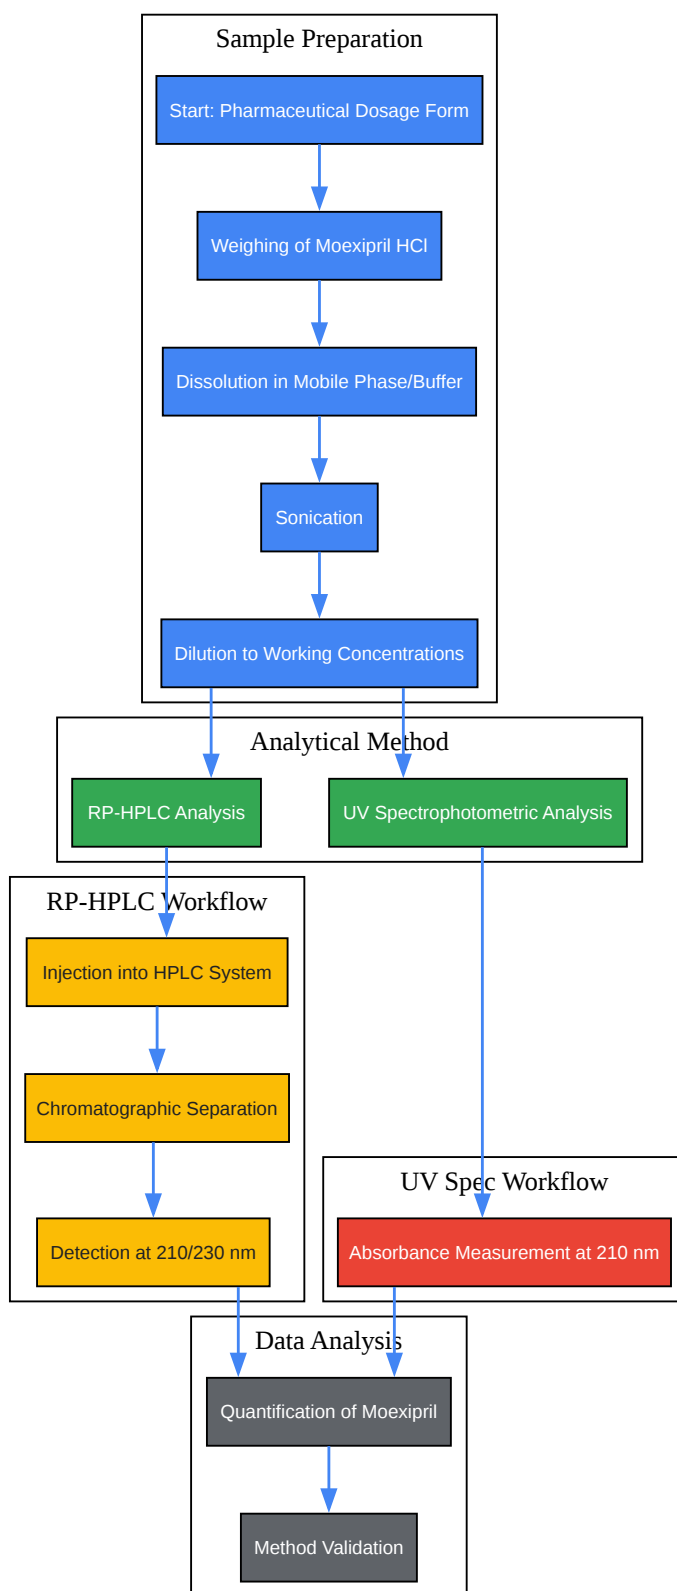 Sample Preparation
Start: Pharmaceutical Dosage Form
Weighing of Moexipril HCl
Dissolution in Mobile Phase/Buffer
Sonication
Dilution to Working Concentrations
Analytical Method
RP-HPLC Analysis
UV Spectrophotometric Analysis
RP-HPLC Workflow
Injection into HPLC System
Chromatographic Separation
Detection at 210/230 nm
UV Spec Workflow
Absorbance Measurement at 210 nm
Data Analysis
Quantification of Moexipril
Method Validation